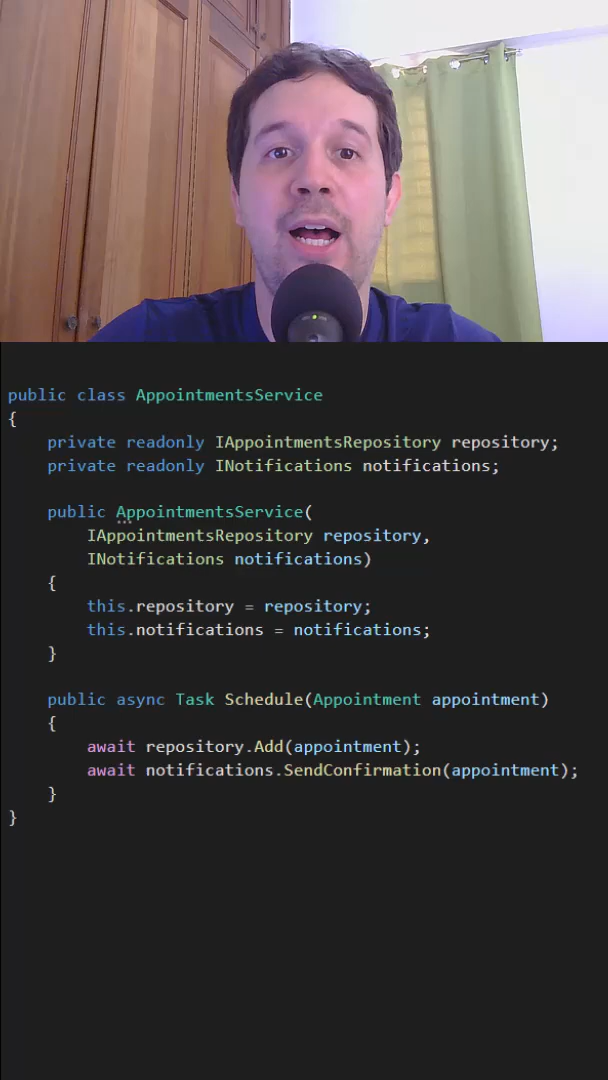 public class AppointmentsService
{
    private readonly IAppointmentsRepository repository;
    private readonly INotifications notifications;

    public AppointmentsService(
        IAppointmentsRepository repository,
        INotifications notifications)
    {
        this.repository = repository;
        this.notifications = notifications;
    }

    public async Task Schedule(Appointment appointment)
    {
        await repository.Add(appointment);
        await notifications.SendConfirmation(appointment);
    }
}